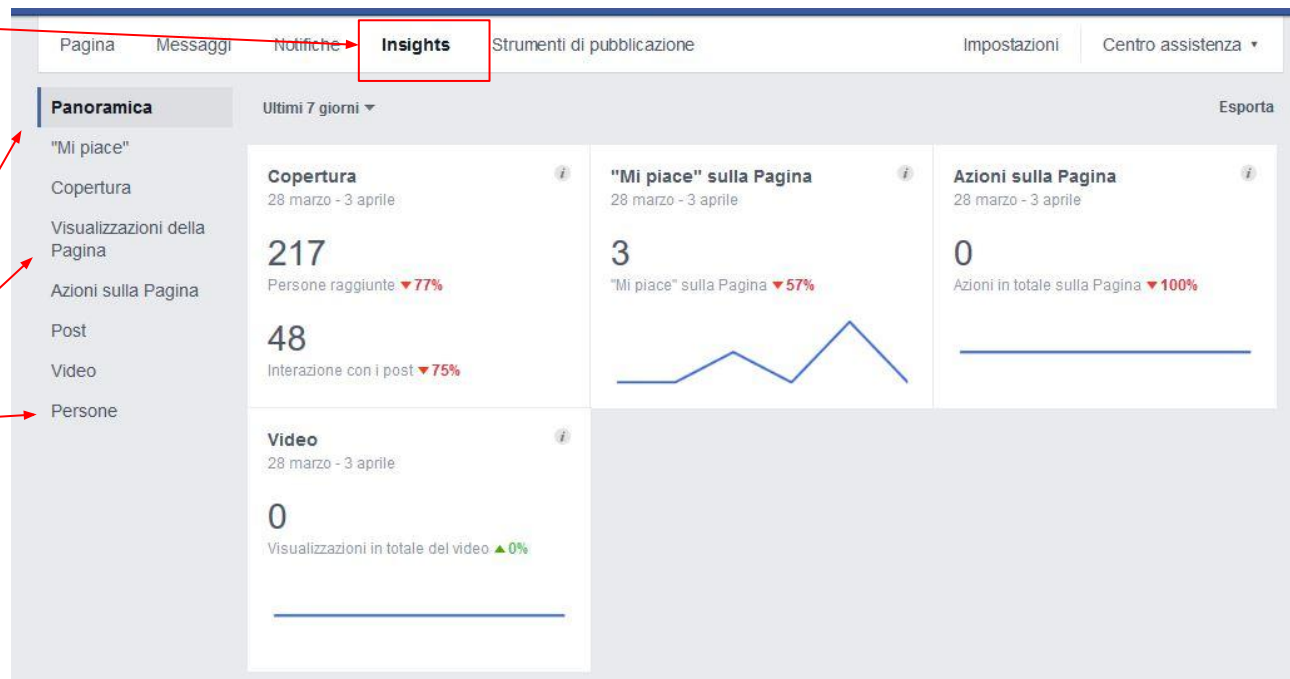 Pagina Messaggi Notifiche Insights Strumenti di pubblicazione Impostazioni Centro assistenza
Panoramica
"Mi piace"
Copertura
Visualizzazioni della
Pagina
Azioni sulla Pagina
Post
Video
Persone
Ultimi 7 giorni
Esporta
Copertura
28 marzo - 3 aprile
217
Persone raggiunte 77%
48
Interazione con i post 75%
"Mi piace" sulla Pagina
28 marzo - 3 aprile
3
"Mi piace" sulla Pagina 57%
Azioni sulla Pagina
28 marzo - 3 aprile
0
Azioni in totale sulla Pagina 100%
Video
28 marzo - 3 aprile
0
Visualizzazioni in totale del video 0%